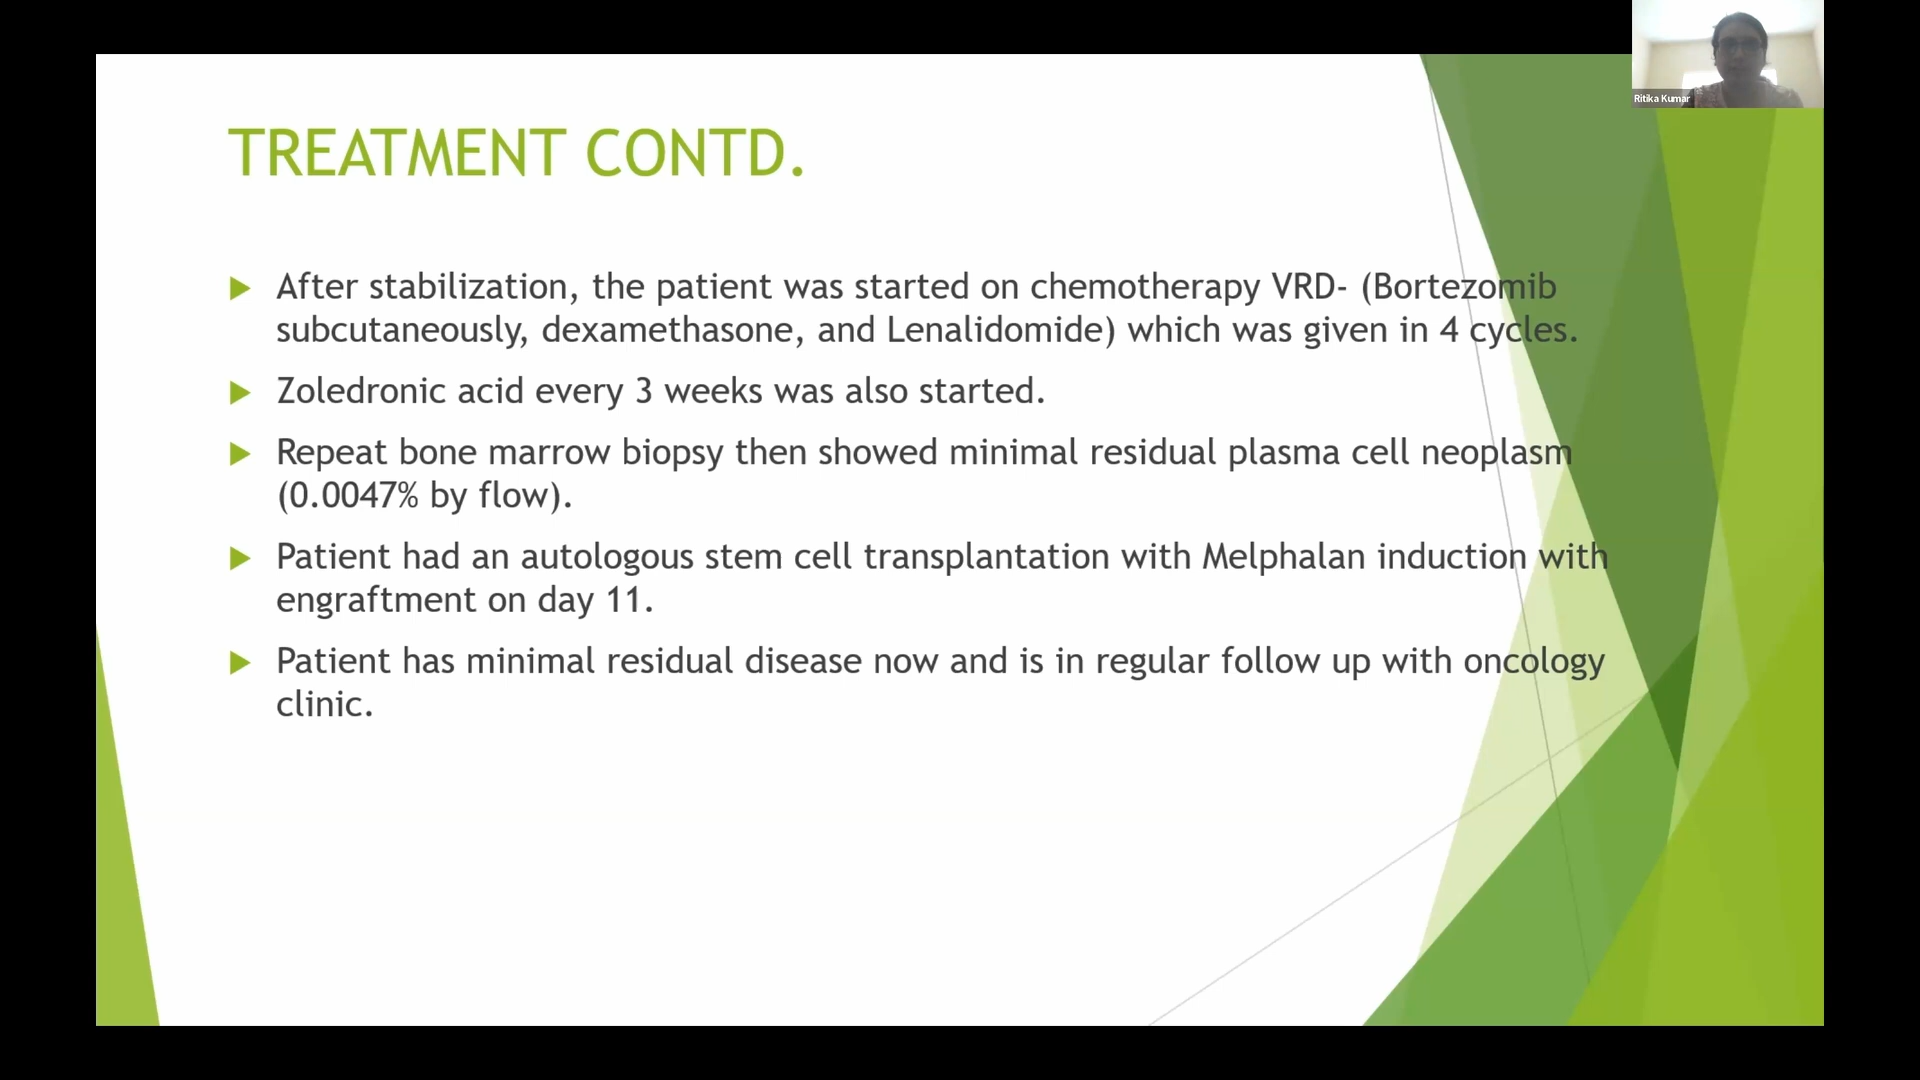 Ritika Kumar
TREATMENT CONTD.
After stabilization, the patient was started on chemotherapy VRD- (Bortezomib
subcutaneously, dexamethasone, and Lenalidomide) which was given in 4 cycles.
Zoledronic acid every 3 weeks was also started.
Repeat bone marrow biopsy then showed minimal residual plasma cell neoplasm
(0.0047% by flow).
Patient had an autologous stem cell transplantation with Melphalan induction with
engraftment on day 11.
Patient has minimal residual disease now and is in regular follow up with oncology
clinic.